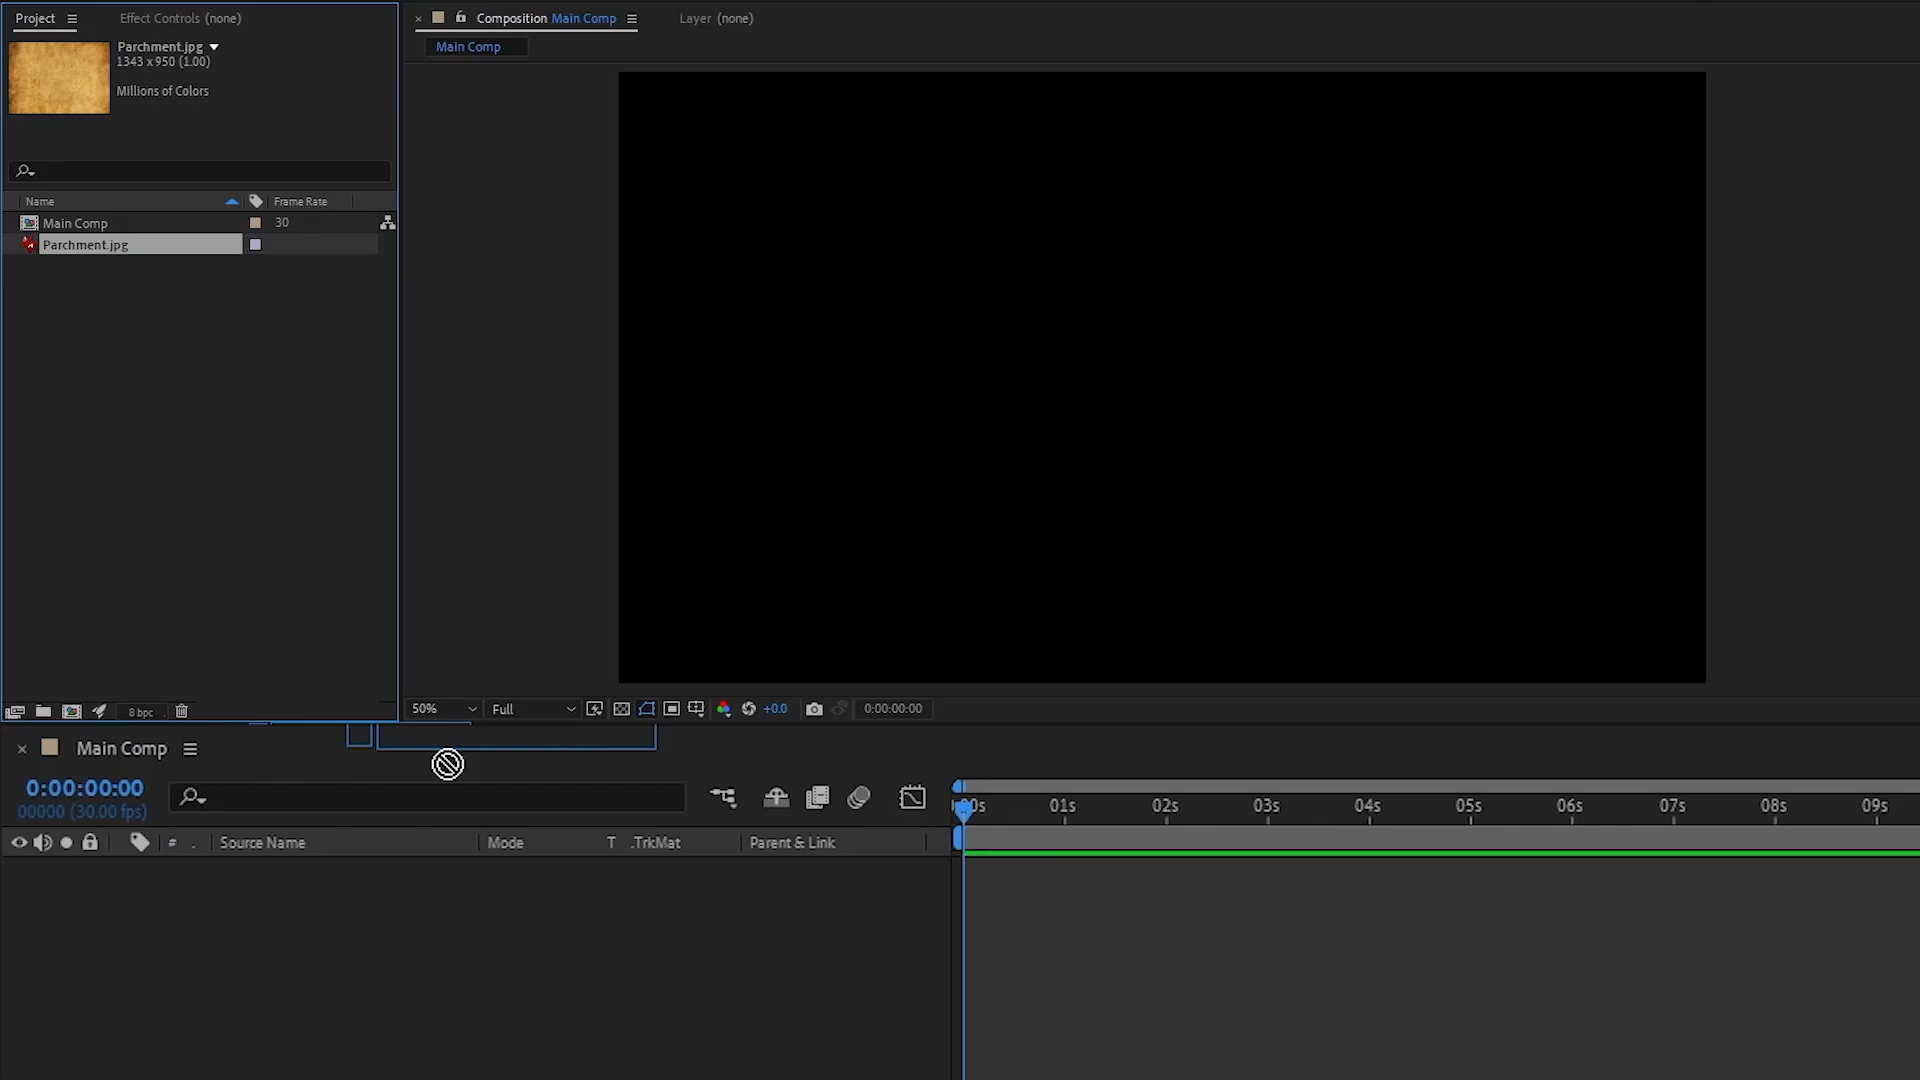 Project
Effect Controls (none)
Composition Main Comp
Layer (none)
Main Comp
Parchment.jpg
1343 x 950 (1.00)
Millions of Colors
Name
Frame Rate
Main Comp
30
Parchment.jpg
8 bpc
50%
Full
+0.0
0:00:00:00
Main Comp
0:00:00:00
00000 (30.00 fps)
00s
01s
02s
03s
04s
05s
06s
07s
08s
09s
#
.
Source Name
Mode
T
.TrkMat
Parent & Link